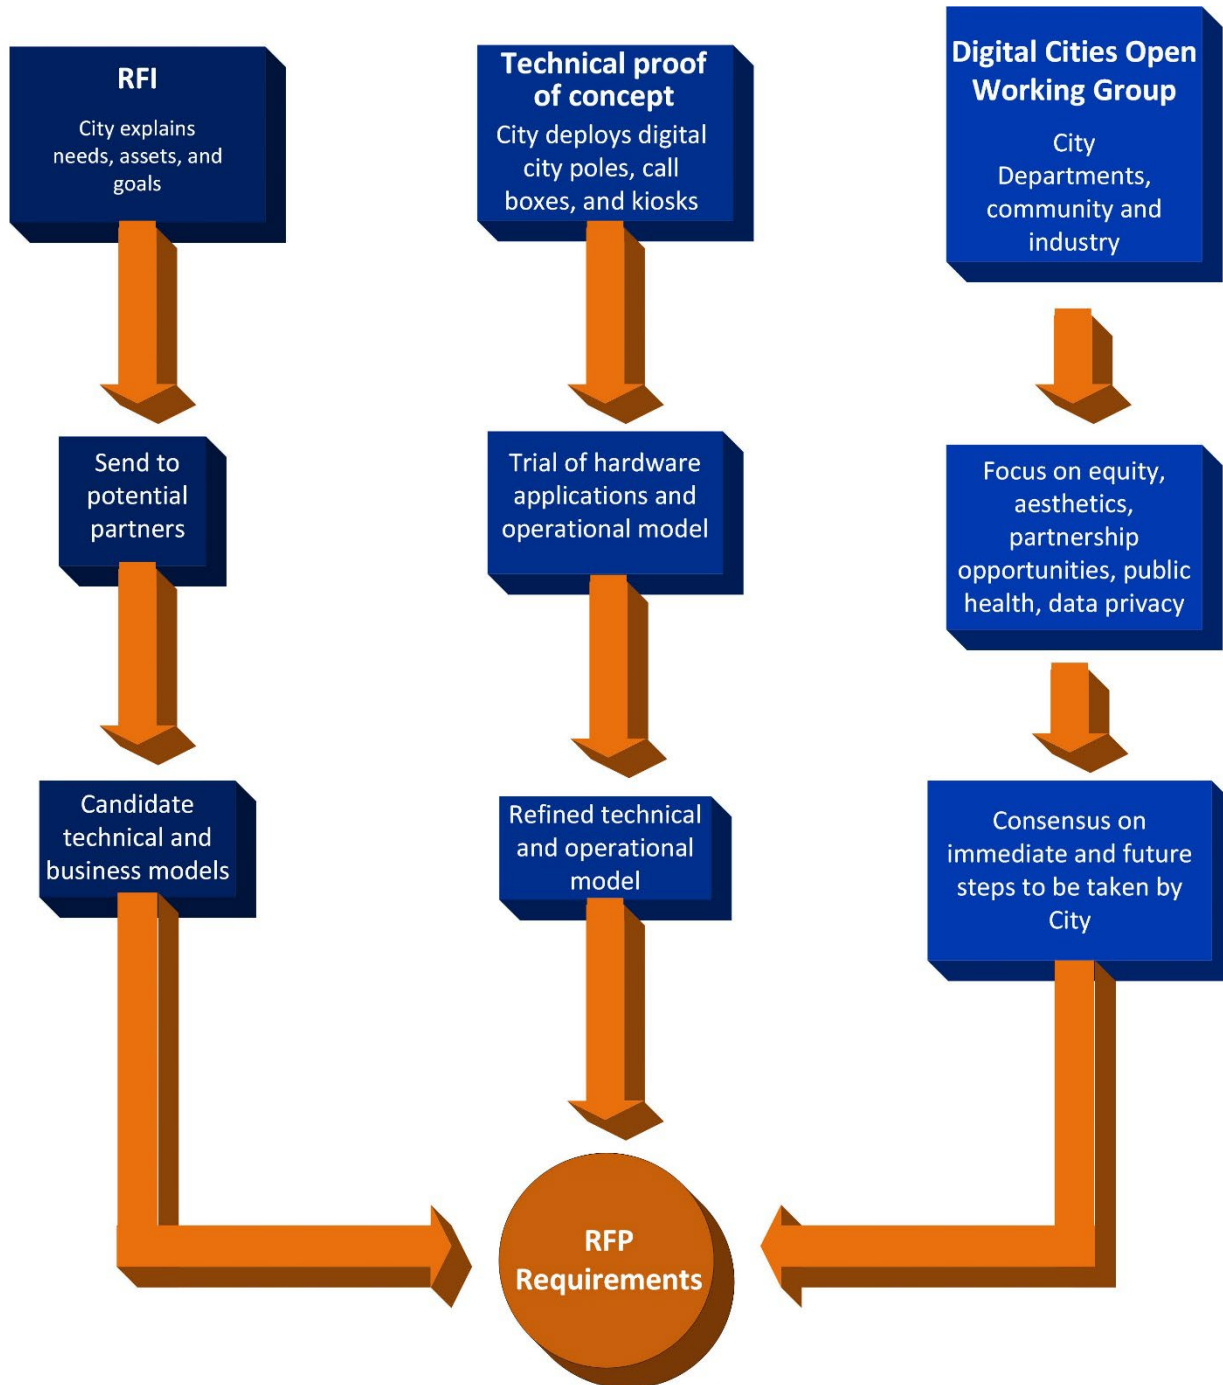 RFI
City explains
needs, assets, and
goals
Send to
potential
partners
Candidate
technical and
business models
Technical proof
of concept
City deploys digital
city poles, call
boxes, and kiosks
Trial of hardware
applications and
operational model
Refined technical
and operational
model
Digital Cities Open
Working Group
City
Departments,
community and
industry
Focus on equity,
aesthetics,
partnership
opportunities, public
health, data privacy
Consensus on
immediate and future
steps to be taken by
City
RFP
Requirements